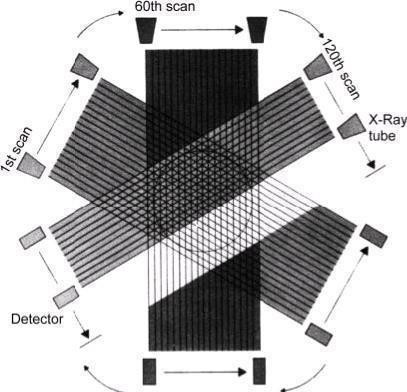 60th scan
120th scan
1st scan
X-Ray
tube
Detector